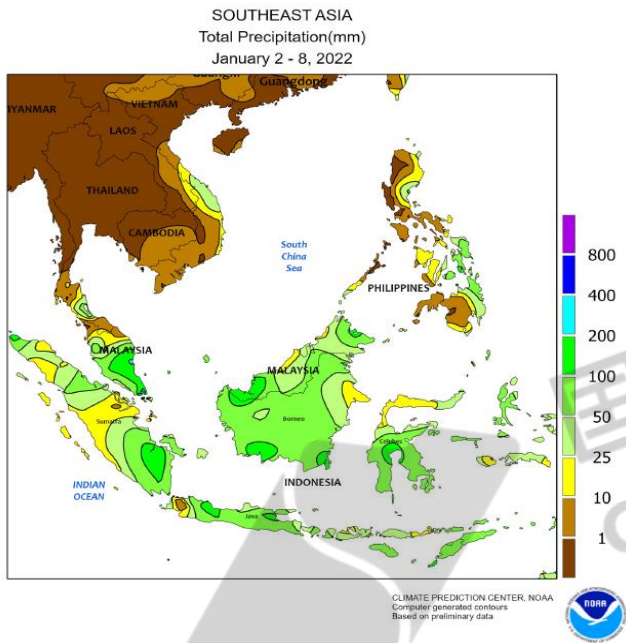 SOUTHEAST ASIA
Total Precipitation(mm)
January 2 - 8, 2022
Guangdong
MYANMAR
VIETNAM
LAOS
THAILAND
CAMBODIA
South
China
Sea
PHILIPPINES
MALAYSIA
MALAYSIA
Sumatra
Borneo
Celebes
INDIAN
OCEAN
INDONESIA
Java
800
400
200
100
50
25
10
1
CLIMATE PREDICTION CENTER, NOAA
Computer generated contours
Based on preliminary data
NOAA